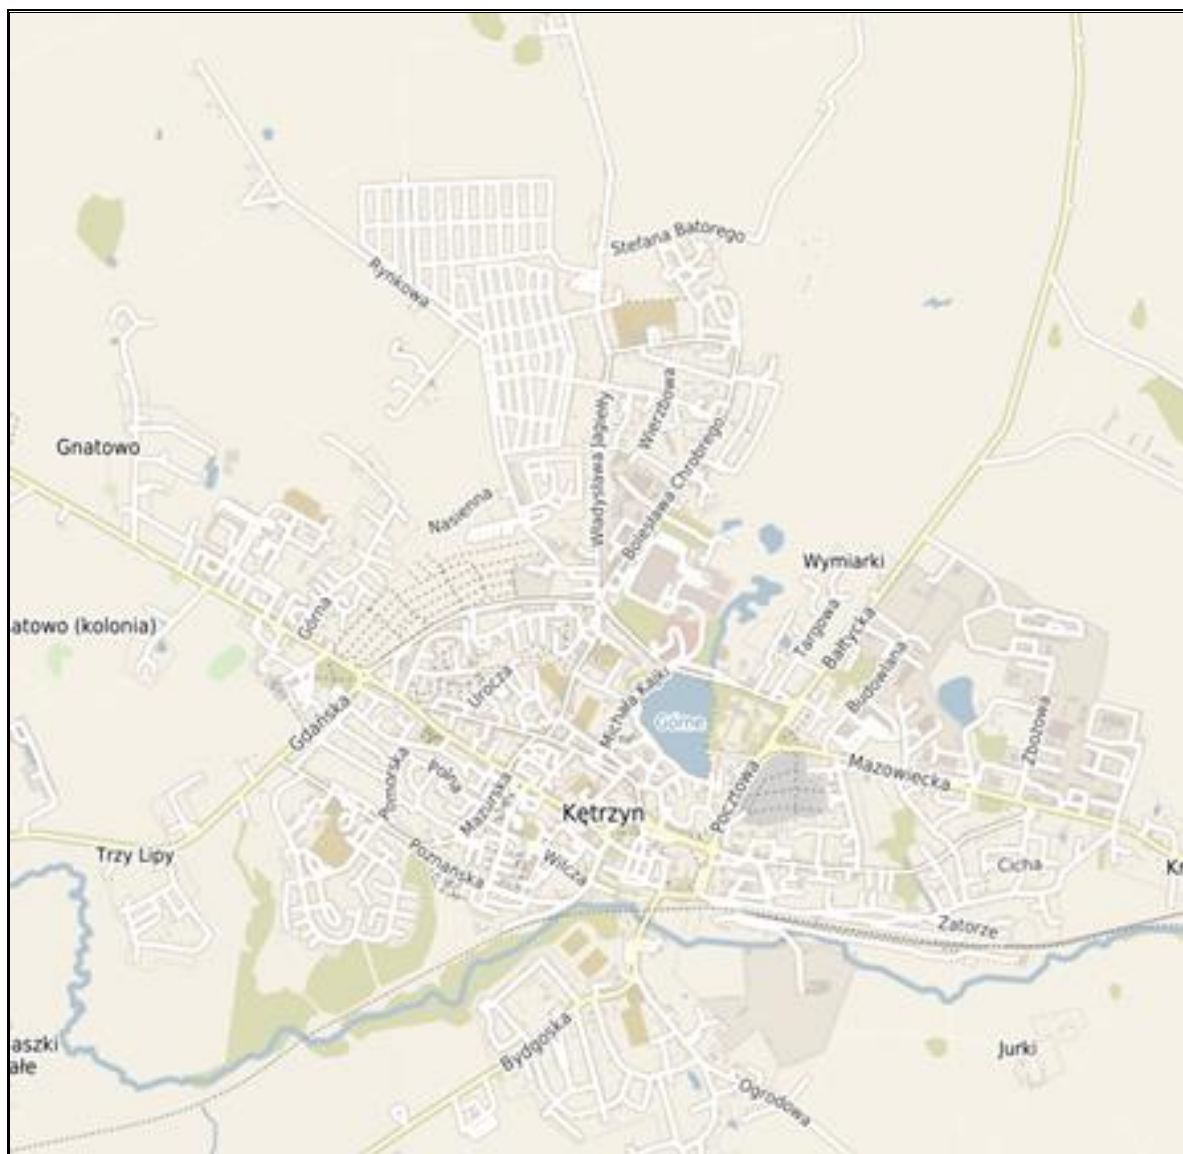 Stefana Batorego
Rynkowa
Gnatowo
Wierzbowa
Władysława Jagiełły
Bolesława Chrobrego
Nasienna
Wymiarki
Górna
atowo (kolonia)
Targowa
Bałtycka
Budowlana
Urocza
Michała Kajki
Górne
Gdańska
Zbożowa
Pomorska
Polna
Mazurska
Pocztowa
Mazowiecka
Kętrzyn
Trzy Lipy
Poznańska
Wilcza
Cicha
Kr
Zatorze
Bydgoska
aszki
ałe
Jurki
Ogrodowa